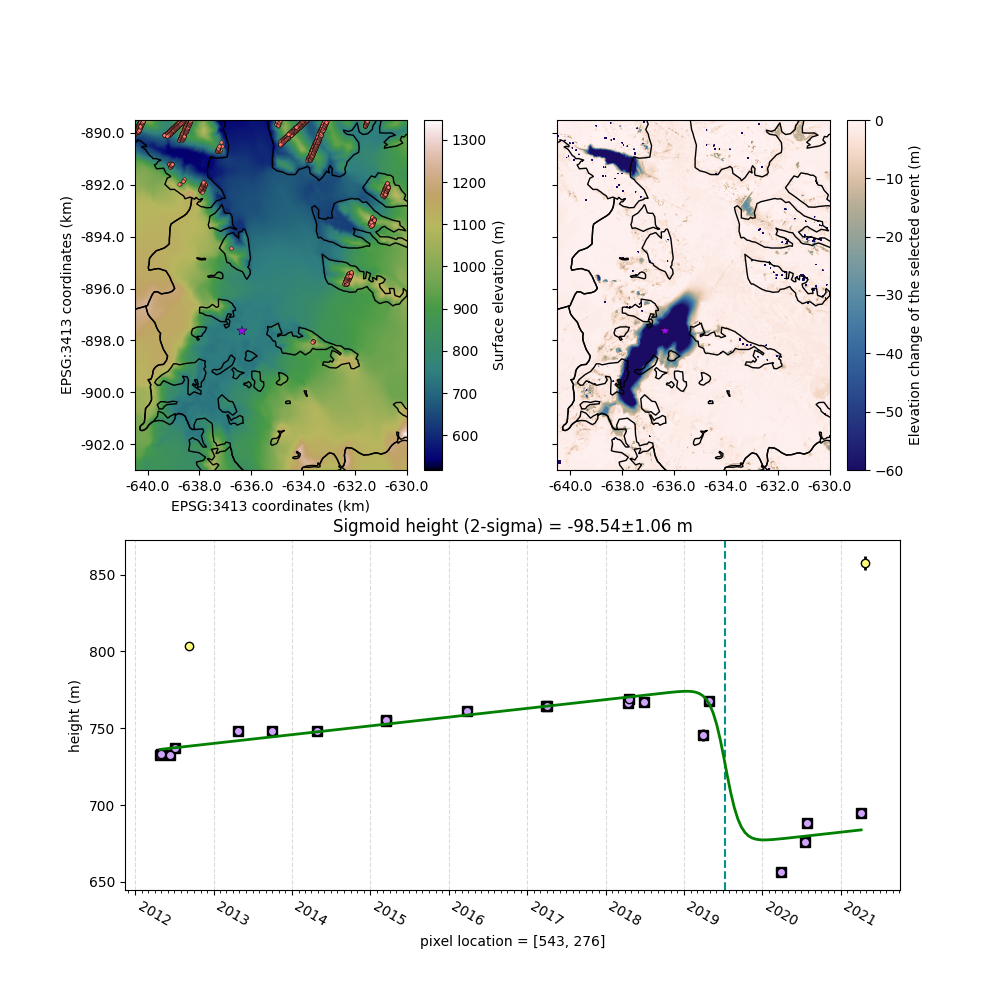 -890.0
-892.0
-894.0
-896.0
-898.0
-900.0
-902.0
EPSG:3413 coordinates (km)
-640.0 -638.0 -636.0 -634.0 -632.0 -630.0
EPSG:3413 coordinates (km)
1300
1200
1100
1000
900
800
700
600
Surface elevation (m)
-640.0 -638.0 -636.0 -634.0 -632.0 -630.0
0
−10
−20
−30
−40
−50
−60
Elevation change of the selected event (m)
Sigmoid height (2-sigma) = -98.54±1.06 m
850
800
750
700
650
height (m)
2012 2013 2014 2015 2016 2017 2018 2019 2020 2021
pixel location = [543, 276]